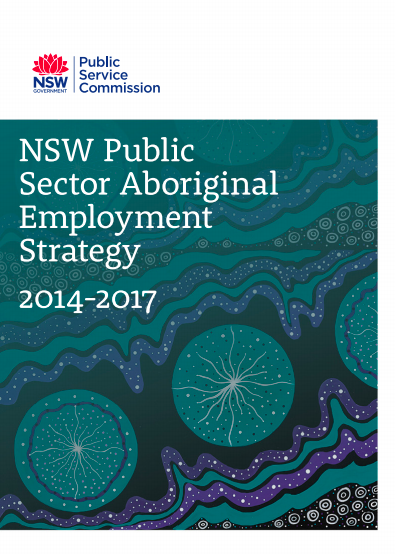 Public
Service
Commission
NSW
GOVERNMENT
NSW Public
Sector Aboriginal
Employment
Strategy
2014-2017